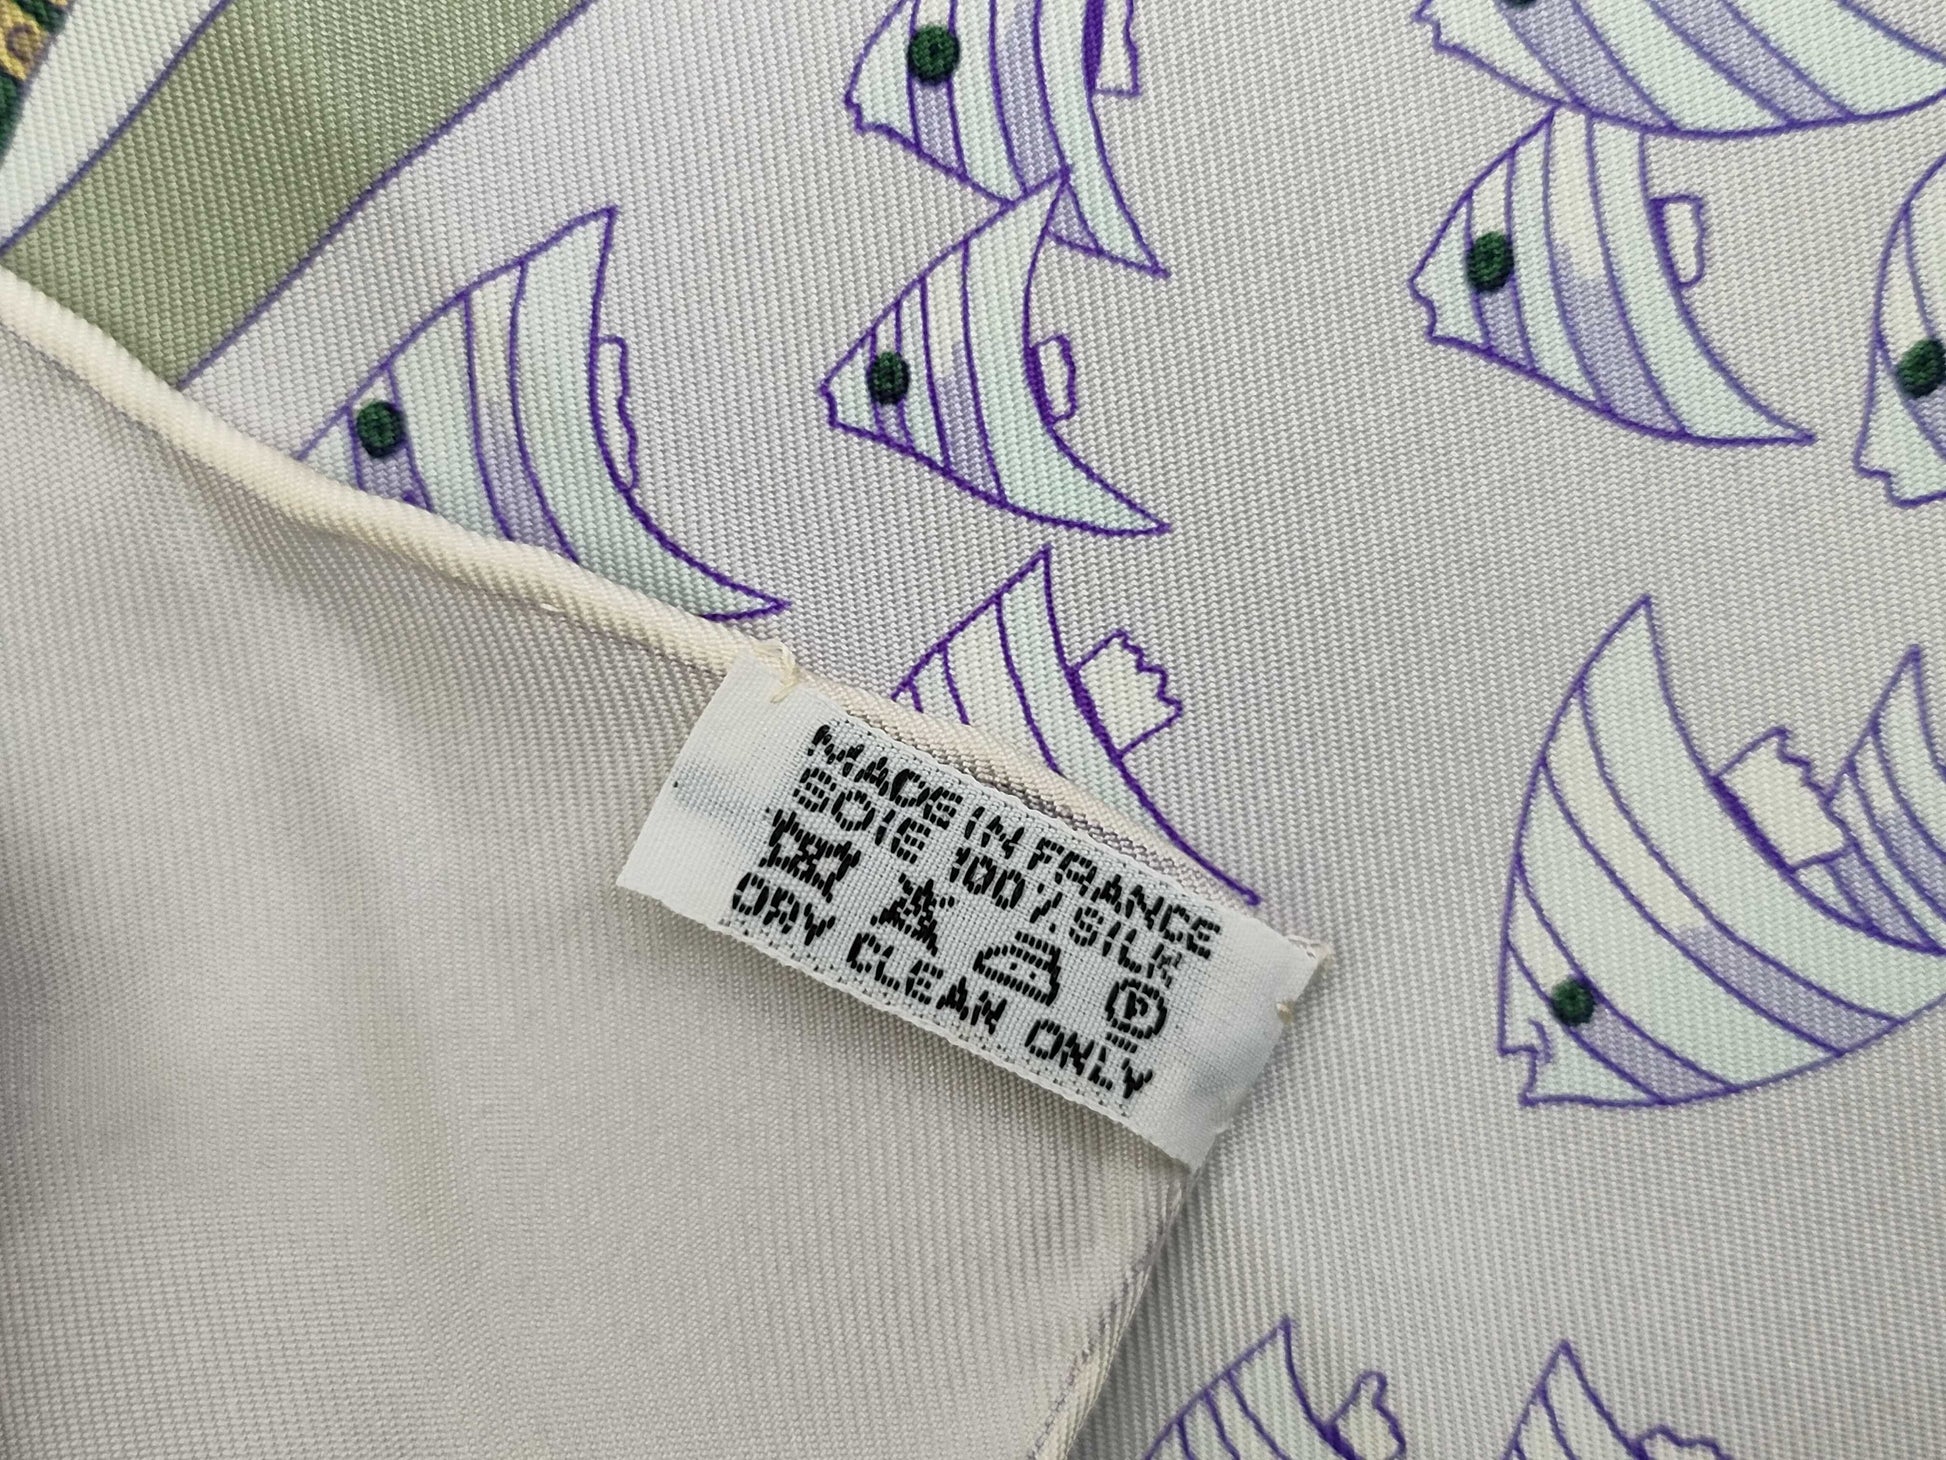 MADE IN FRANCE
SOIE 100% SILK
P
DRY CLEAN ONLY